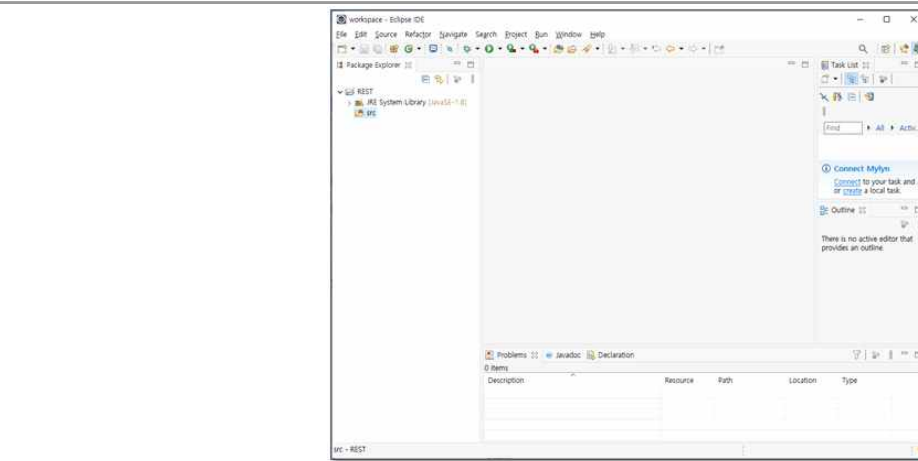 workspace - Eclipse IDE
File Edit Source Refactor Navigate Search Project Run Window Help
Package Explorer
REST
JRE System Library [JavaSE-1.8]
src
Task List
Find
All
Activ...
Connect Mylyn
Connect to your task and
or create a local task.
Outline
There is no active editor that
provides an outline.
Problems Javadoc Declaration
0 items
Description Resource Path Location Type
src - REST